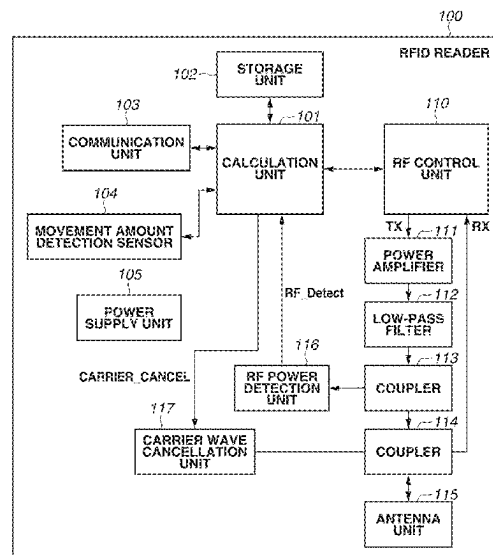 100
RFID READER
102
STORAGE
UNIT
103
COMMUNICATION
UNIT
101
CALCULATION
UNIT
110
RF CONTROL
UNIT
104
MOVEMENT AMOUNT
DETECTION SENSOR
TX
RX
111
POWER
AMPLIFIER
105
POWER
SUPPLY UNIT
RF_Detect
112
LOW-PASS
FILTER
116
RF POWER
DETECTION
UNIT
113
COUPLER
CARRIER_CANCEL
117
CARRIER WAVE
CANCELLATION
UNIT
114
COUPLER
115
ANTENNA
UNIT